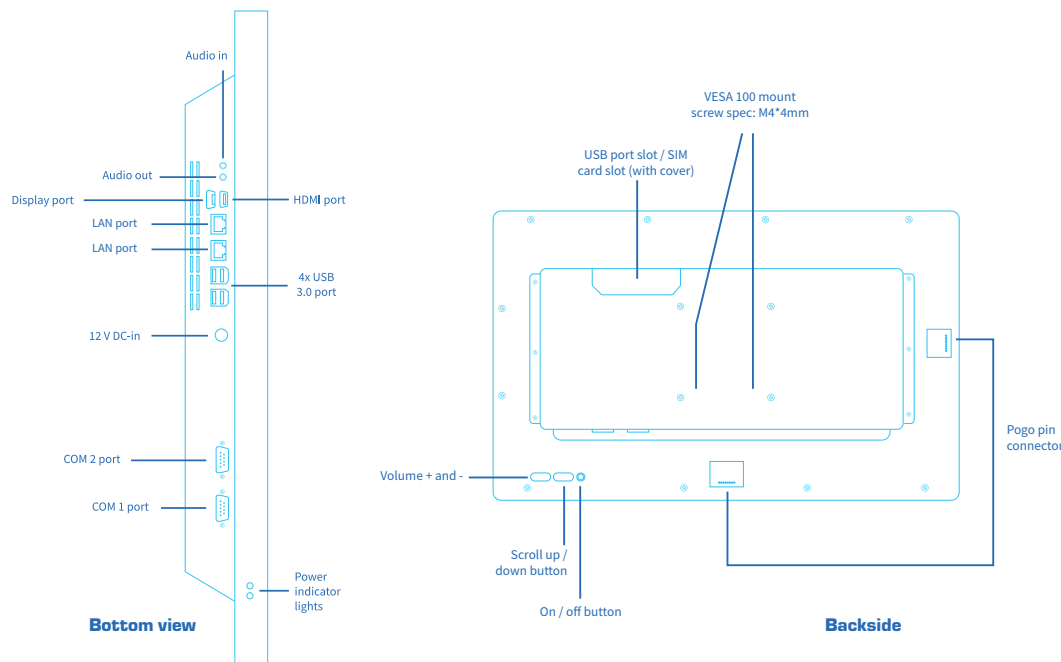 Audio in
Audio out
Display port
HDMI port
LAN port
LAN port
4x USB
3.0 port
12 V DC-in
COM 2 port
COM 1 port
Power
indicator
lights
Bottom view
VESA 100 mount
screw spec: M4*4mm
USB port slot / SIM
card slot (with cover)
Pogo pin
connector
Volume + and -
Scroll up /
down button
On / off button
Backside